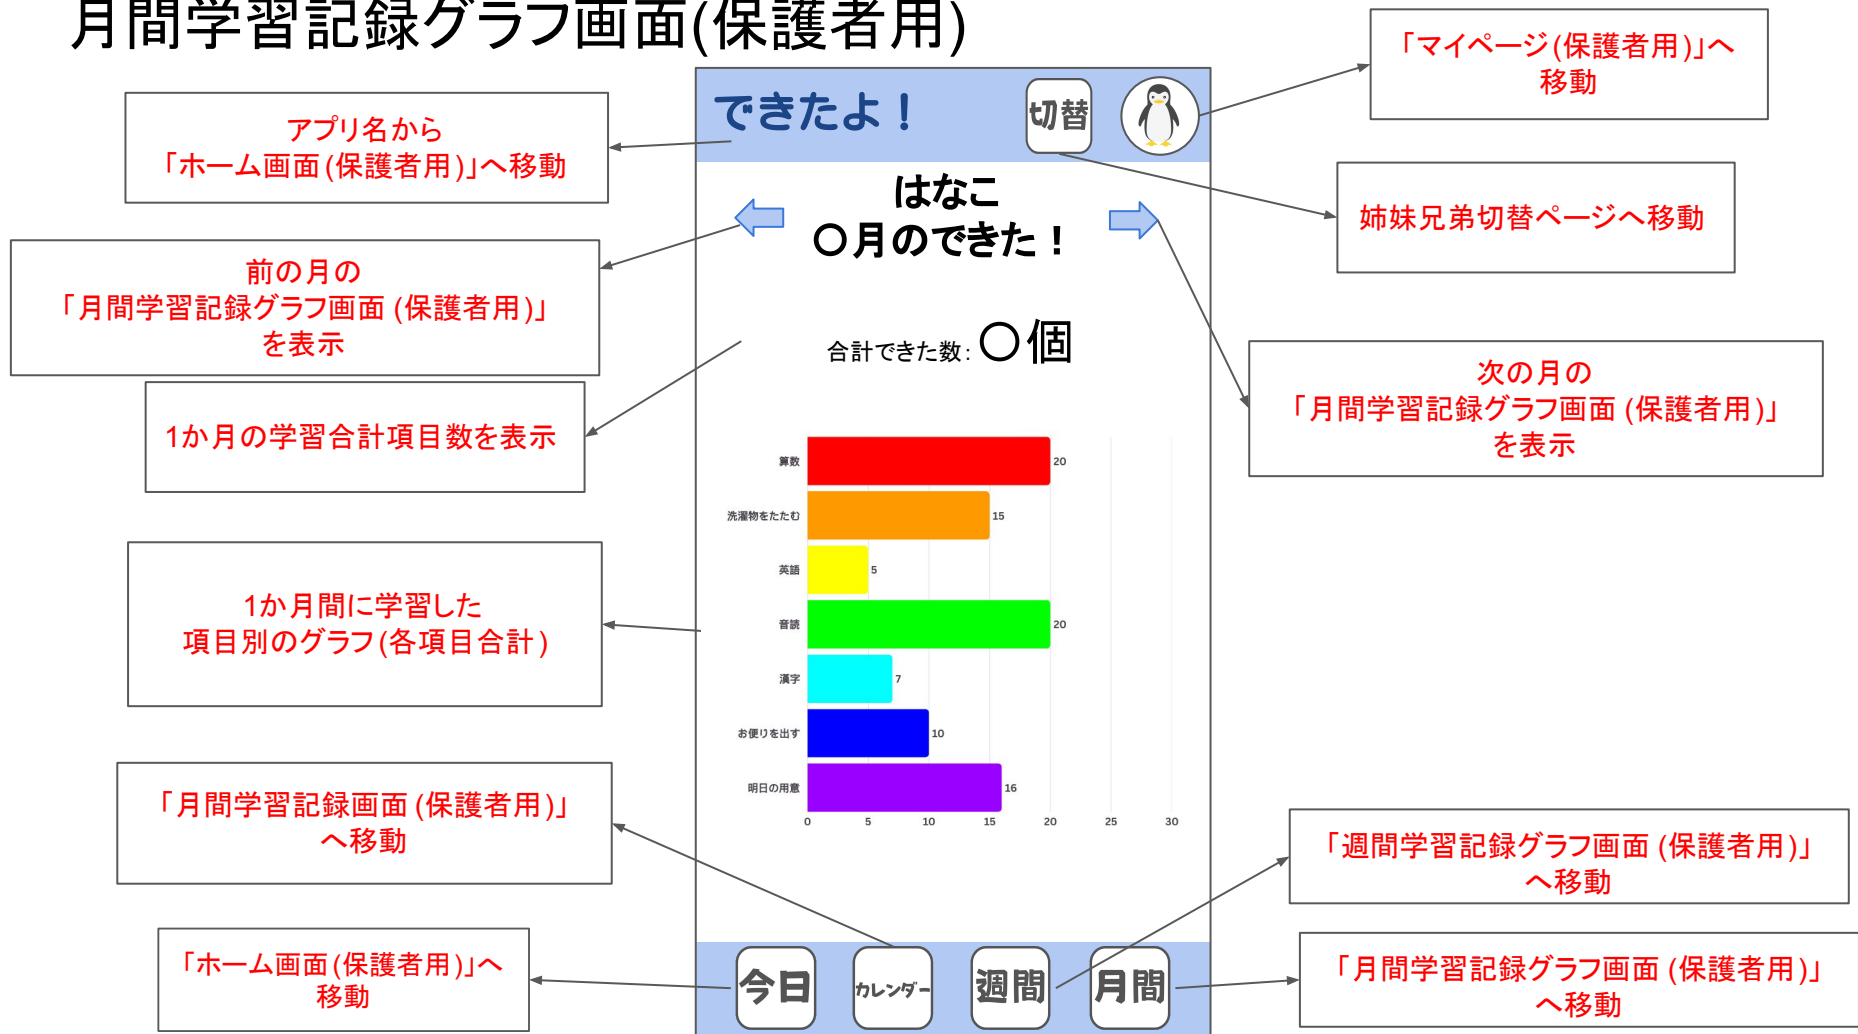 月間学習記録グラフ画面(保護者用)
「マイページ(保護者用)」へ
移動
アプリ名から
「ホーム画面(保護者用)」へ移動
できたよ！
切替
姉妹兄弟切替ページへ移動
はなこ
〇月のできた！
前の月の
「月間学習記録グラフ画面(保護者用)」
を表示
合計できた数：〇個
次の月の
「月間学習記録グラフ画面(保護者用)」
を表示
1か月の学習合計項目数を表示
算数 20
洗濯物をたたむ 15
英語 5
音読 20
漢字 7
お便りを出す 10
明日の用意 16
0 5 10 15 20 25 30
1か月間に学習した
項目別のグラフ(各項目合計)
「月間学習記録画面(保護者用)」
へ移動
「週間学習記録グラフ画面(保護者用)」
へ移動
「ホーム画面(保護者用)」へ
移動
今日
カレンダー
週間
月間
「月間学習記録グラフ画面(保護者用)」
へ移動